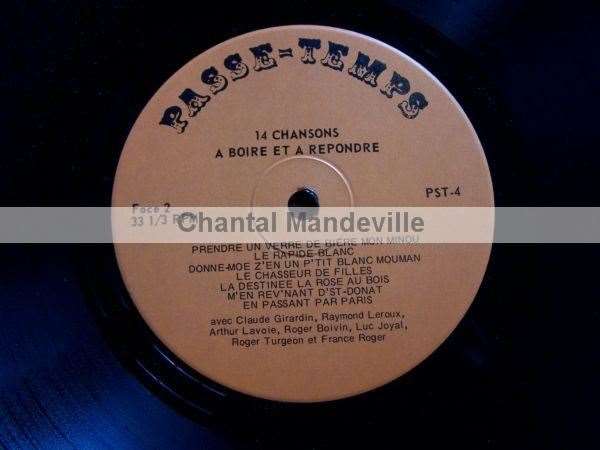 PASSE=TEMPS
14 CHANSONS
A BOIRE ET A REPONDRE
PST-4
Face 2
33 1/3 RPM
Chantal Mandeville
PRENDRE UN VERRE DE BIERE MON MINOU
LE RAPIDE BLANC
DONNE-MOE Z'EN UN P'TIT BLANC MOUMAN
LE CHASSEUR DE FILLES
LA DESTINEE LA ROSE AU BOIS
M'EN REV'NANT D'ST-DONAT
EN PASSANT PAR PARIS
avec Claude Girardin, Raymond Leroux,
Arthur Lavoie, Roger Boivin, Luc Joyal,
Roger Turgeon et France Roger